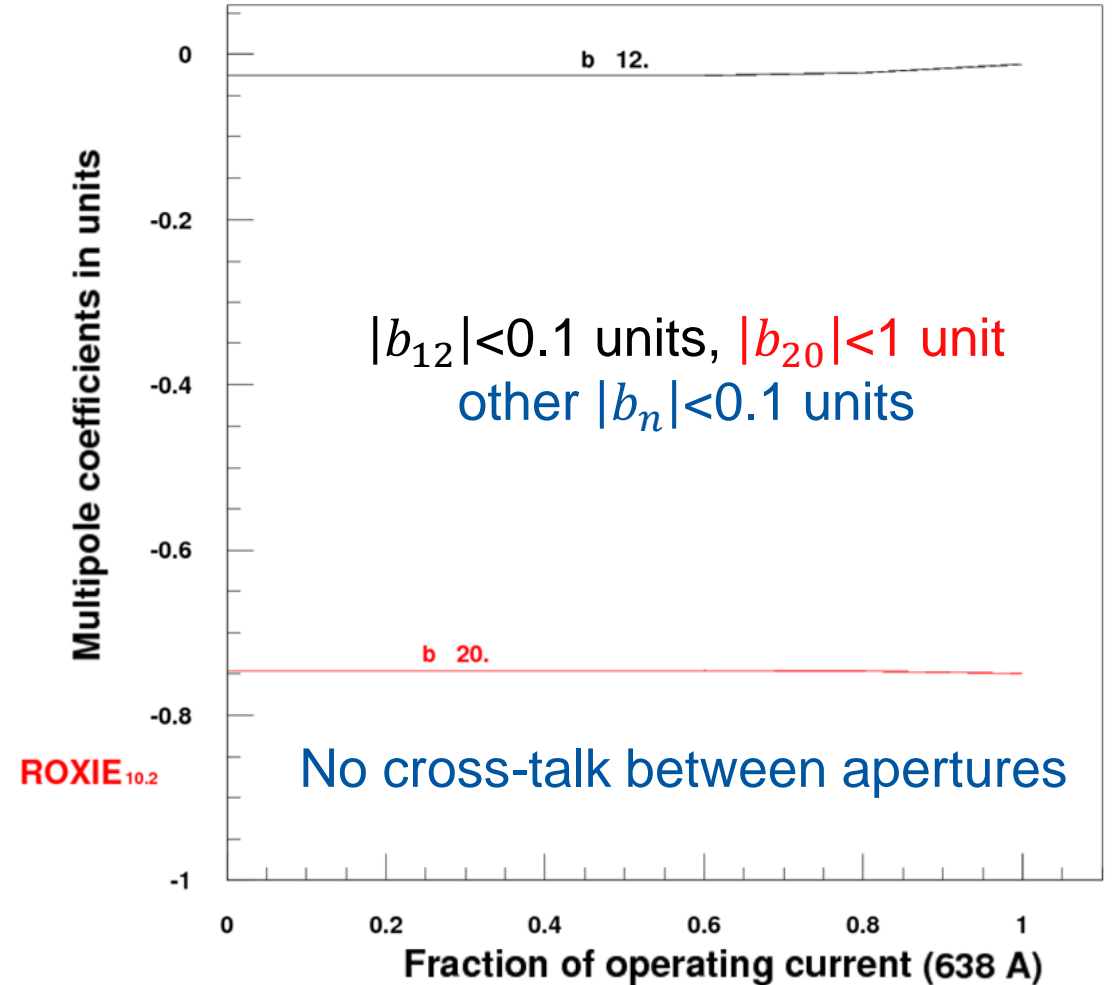 Multipole coefficients in units
0
-0.2
-0.4
-0.6
-0.8
-1
b 12.
|b₁₂|<0.1 units, |b₂₀|<1 unit
other |bₙ|<0.1 units
b 20.
ROXIE 10.2
No cross-talk between apertures
0 0.2 0.4 0.6 0.8 1
Fraction of operating current (638 A)